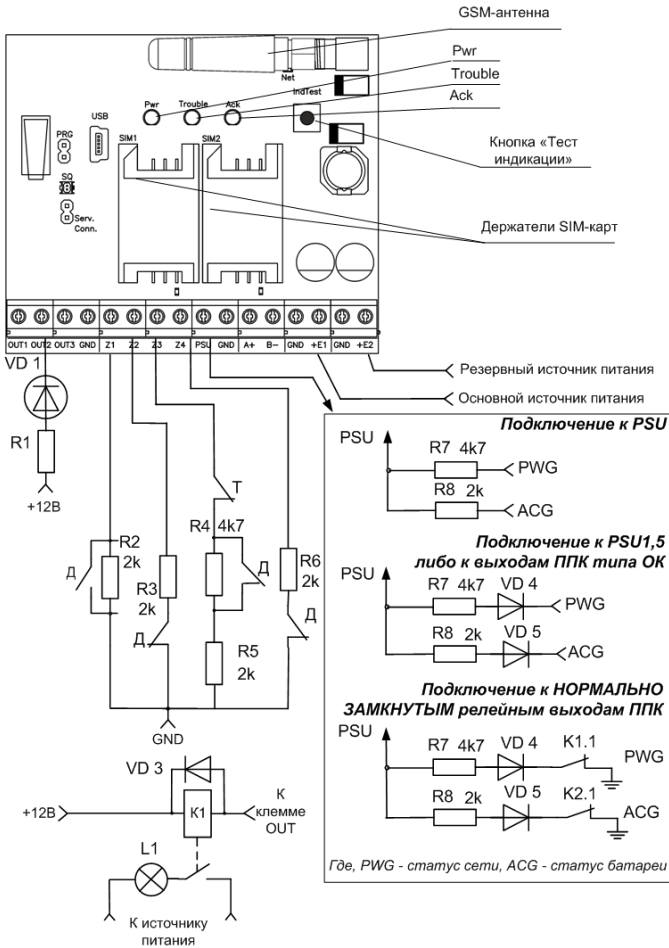 GSM-антенна
Pwr
Trouble
Ack
Net
IndTest
Pwr Trouble Ack
USB
PRG
SIM1 SIM2
Кнопка «Тест
индикации»
SQ
Serv.
Conn.
Держатели SIM-карт
OUT1 OUT2 OUT3 GND Z1 Z2 Z3 Z4 PSU GND A+ B- GND +E1 GND +E2
VD 1
Резервный источник питания
Основной источник питания
R1
+12В
Подключение к PSU
PSU
R7 4k7
PWG
R8 2k
ACG
Т
R4 4k7
R2
2k
Д
R3
2k
Д
R6
2k
Д
Д
R5
2k
GND
Подключение к PSU1,5
либо к выходам ППК типа ОК
PSU
R7 4k7 VD 4
PWG
R8 2k VD 5
ACG
Подключение к НОРМАЛЬНО
ЗАМКНУТЫМ релейным выходам ППК
PSU
R7 4k7 VD 4 K1.1
PWG
R8 2k VD 5 K2.1
ACG
Где, PWG - статус сети, ACG - статус батареи
VD 3
+12В
К1
К
клемме
OUT
L1
К источнику
питания